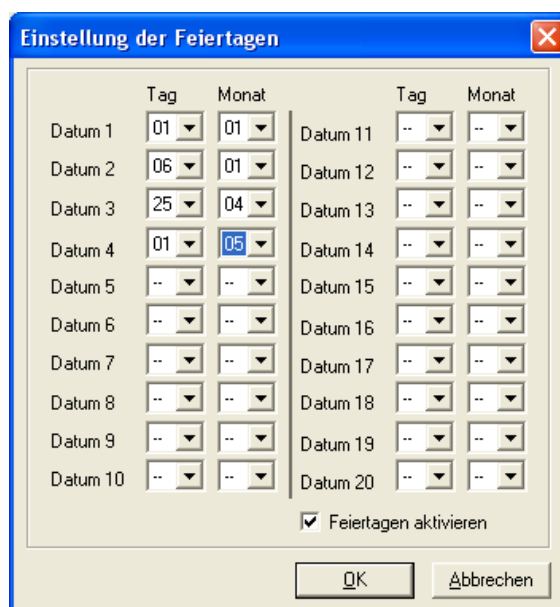 Einstellung der Feiertagen
Tag Monat Tag Monat
Datum 1 01 01 Datum 11 -- --
Datum 2 06 01 Datum 12 -- --
Datum 3 25 04 Datum 13 -- --
Datum 4 01 05 Datum 14 -- --
Datum 5 -- -- Datum 15 -- --
Datum 6 -- -- Datum 16 -- --
Datum 7 -- -- Datum 17 -- --
Datum 8 -- -- Datum 18 -- --
Datum 9 -- -- Datum 19 -- --
Datum 10 -- -- Datum 20 -- --
Feiertagen aktivieren
OK Abbrechen